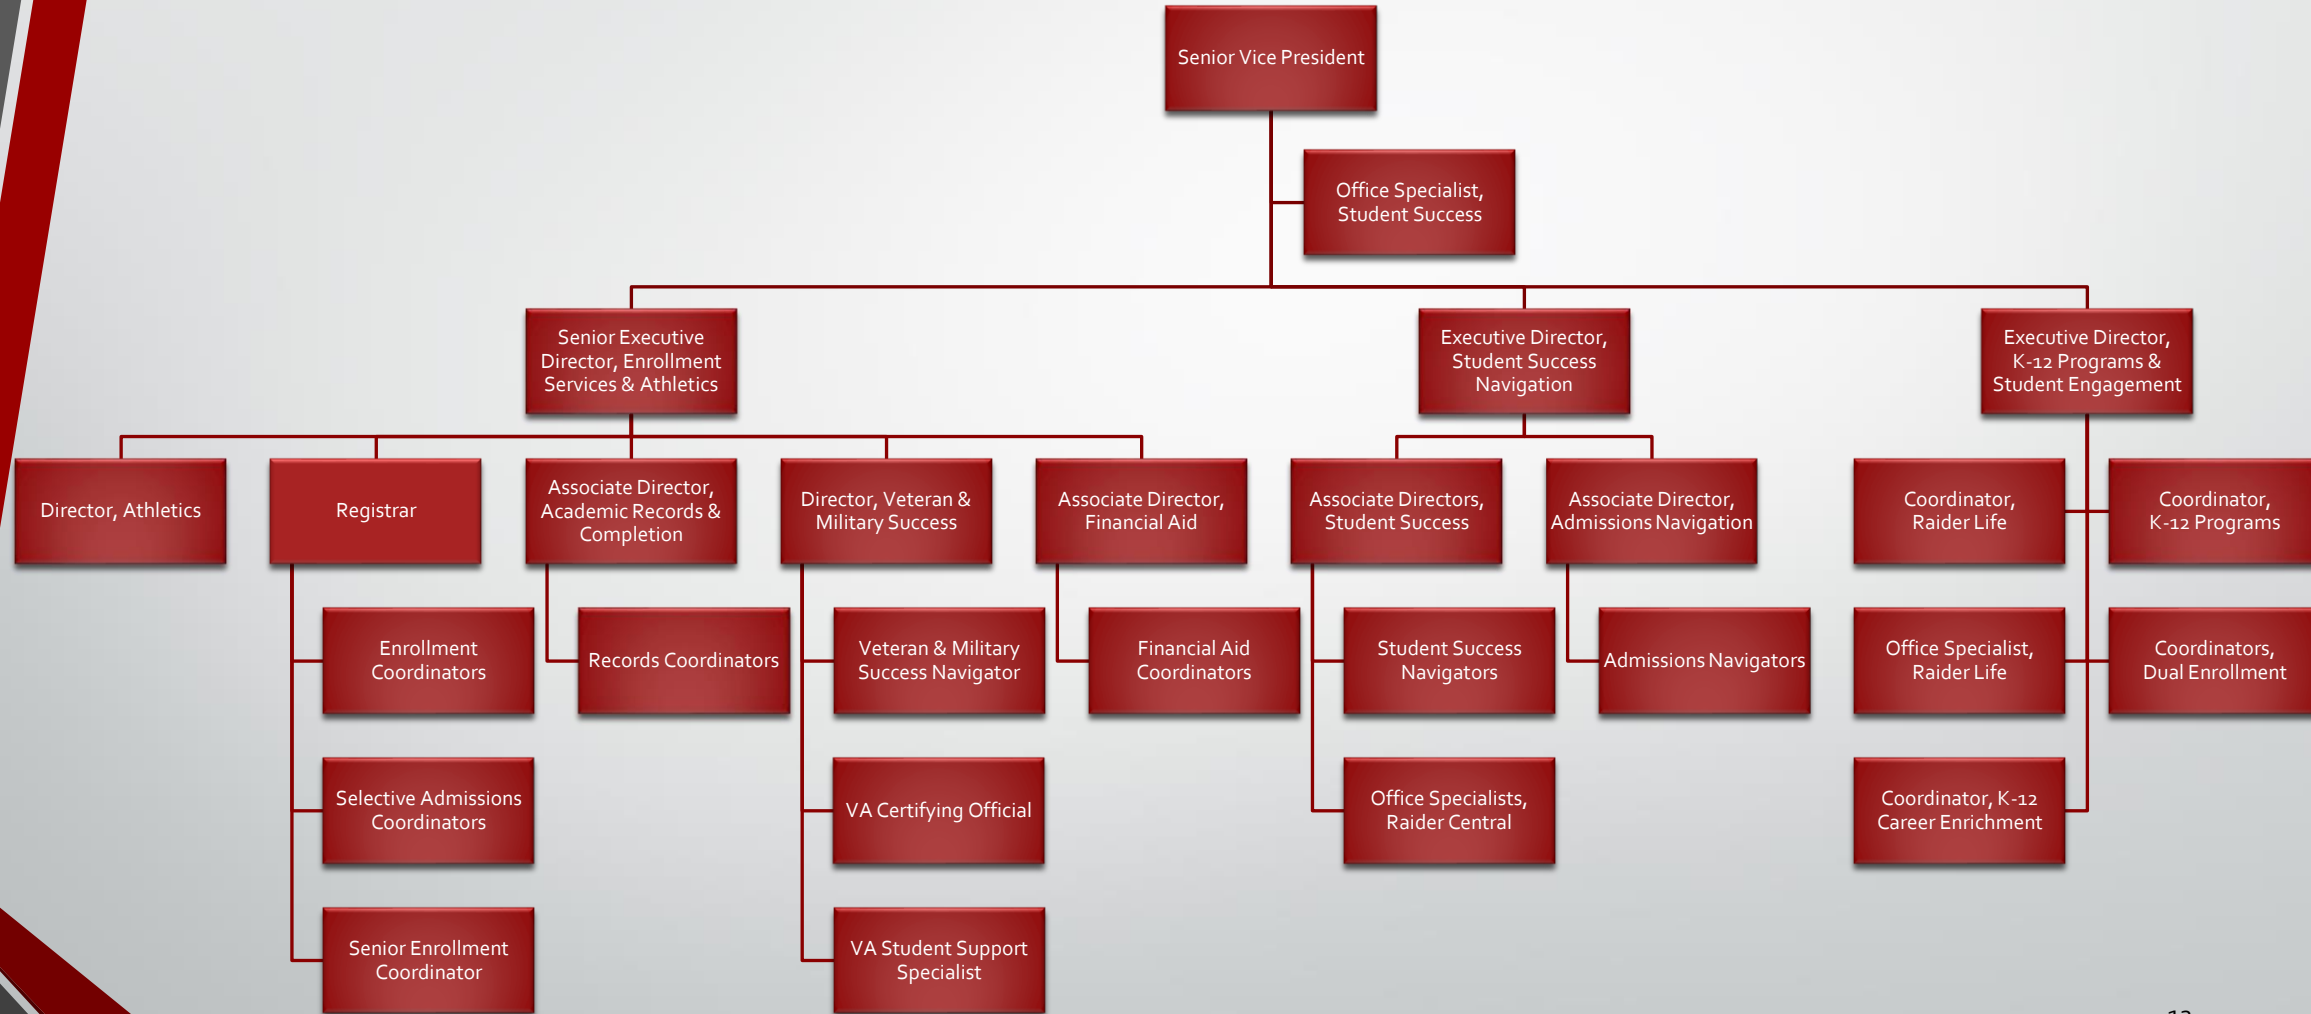 Senior Vice President
Office Specialist,
Student Success
Senior Executive
Director, Enrollment
Services & Athletics
Executive Director,
Student Success
Navigation
Executive Director,
K-12 Programs &
Student Engagement
Director, Athletics
Registrar
Associate Director,
Academic Records &
Completion
Director, Veteran &
Military Success
Associate Director,
Financial Aid
Associate Directors,
Student Success
Associate Director,
Admissions Navigation
Coordinator,
Raider Life
Coordinator,
K-12 Programs
Enrollment
Coordinators
Records Coordinators
Veteran & Military
Success Navigator
Financial Aid
Coordinators
Student Success
Navigators
Admissions Navigators
Office Specialist,
Raider Life
Coordinators,
Dual Enrollment
Selective Admissions
Coordinators
VA Certifying Official
Office Specialists,
Raider Central
Coordinator, K-12
Career Enrichment
Senior Enrollment
Coordinator
VA Student Support
Specialist